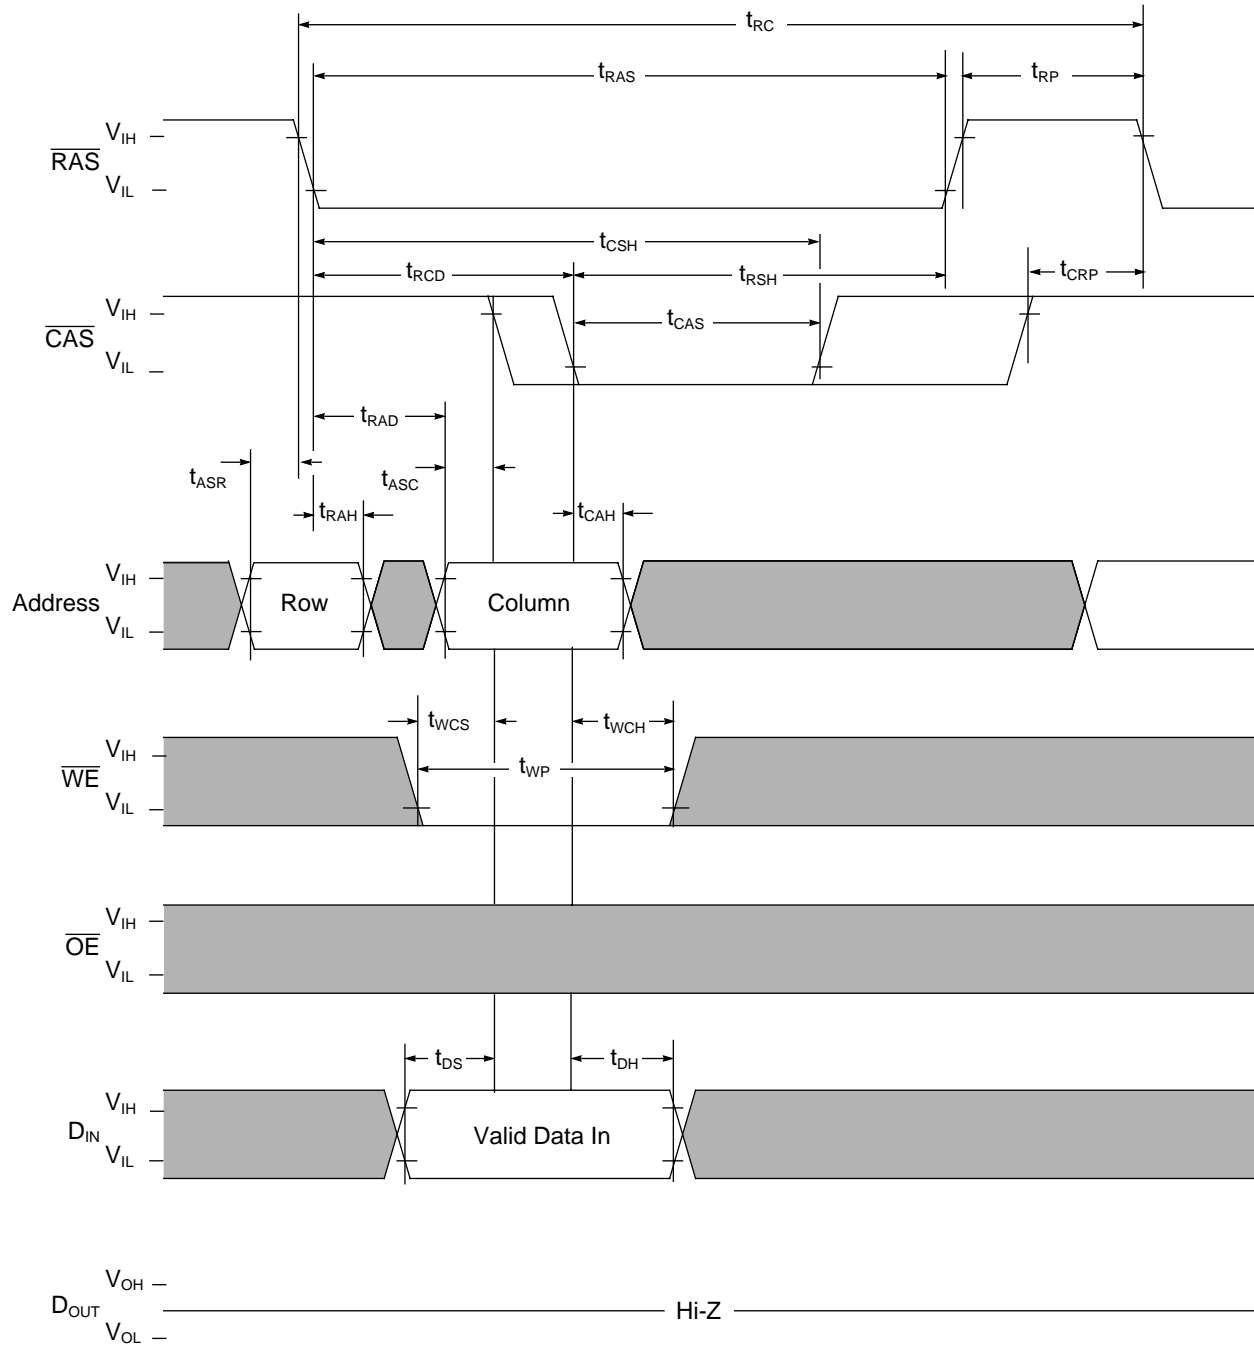 tRC
tRAS
tRP
VIH
RAS
VIL
tCSH
tRCD
tRSH
tCRP
VIH
CAS
tCAS
VIL
tRAD
tASR
tASC
tRAH
tCAH
VIH
Address
Row
Column
VIL
tWCS
tWCH
VIH
WE
tWP
VIL
VIH
OE
VIL
tDS
tDH
VIH
DIN
Valid Data In
VIL
VOH
DOUT
Hi-Z
VOL